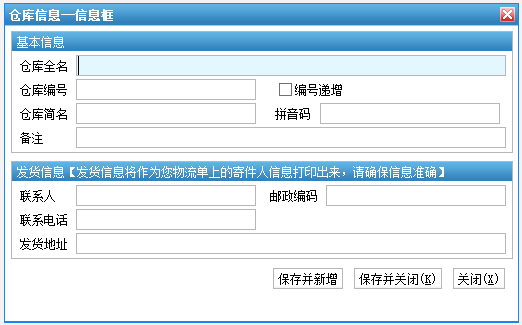 仓库信息—信息框
基本信息
仓库全名
仓库编号 编号递增
仓库简名 拼音码
备注
发货信息【发货信息将作为您物流单上的寄件人信息打印出来，请确保信息准确】
联系人 邮政编码
联系电话
发货地址
保存并新增 保存并关闭(K) 关闭(X)